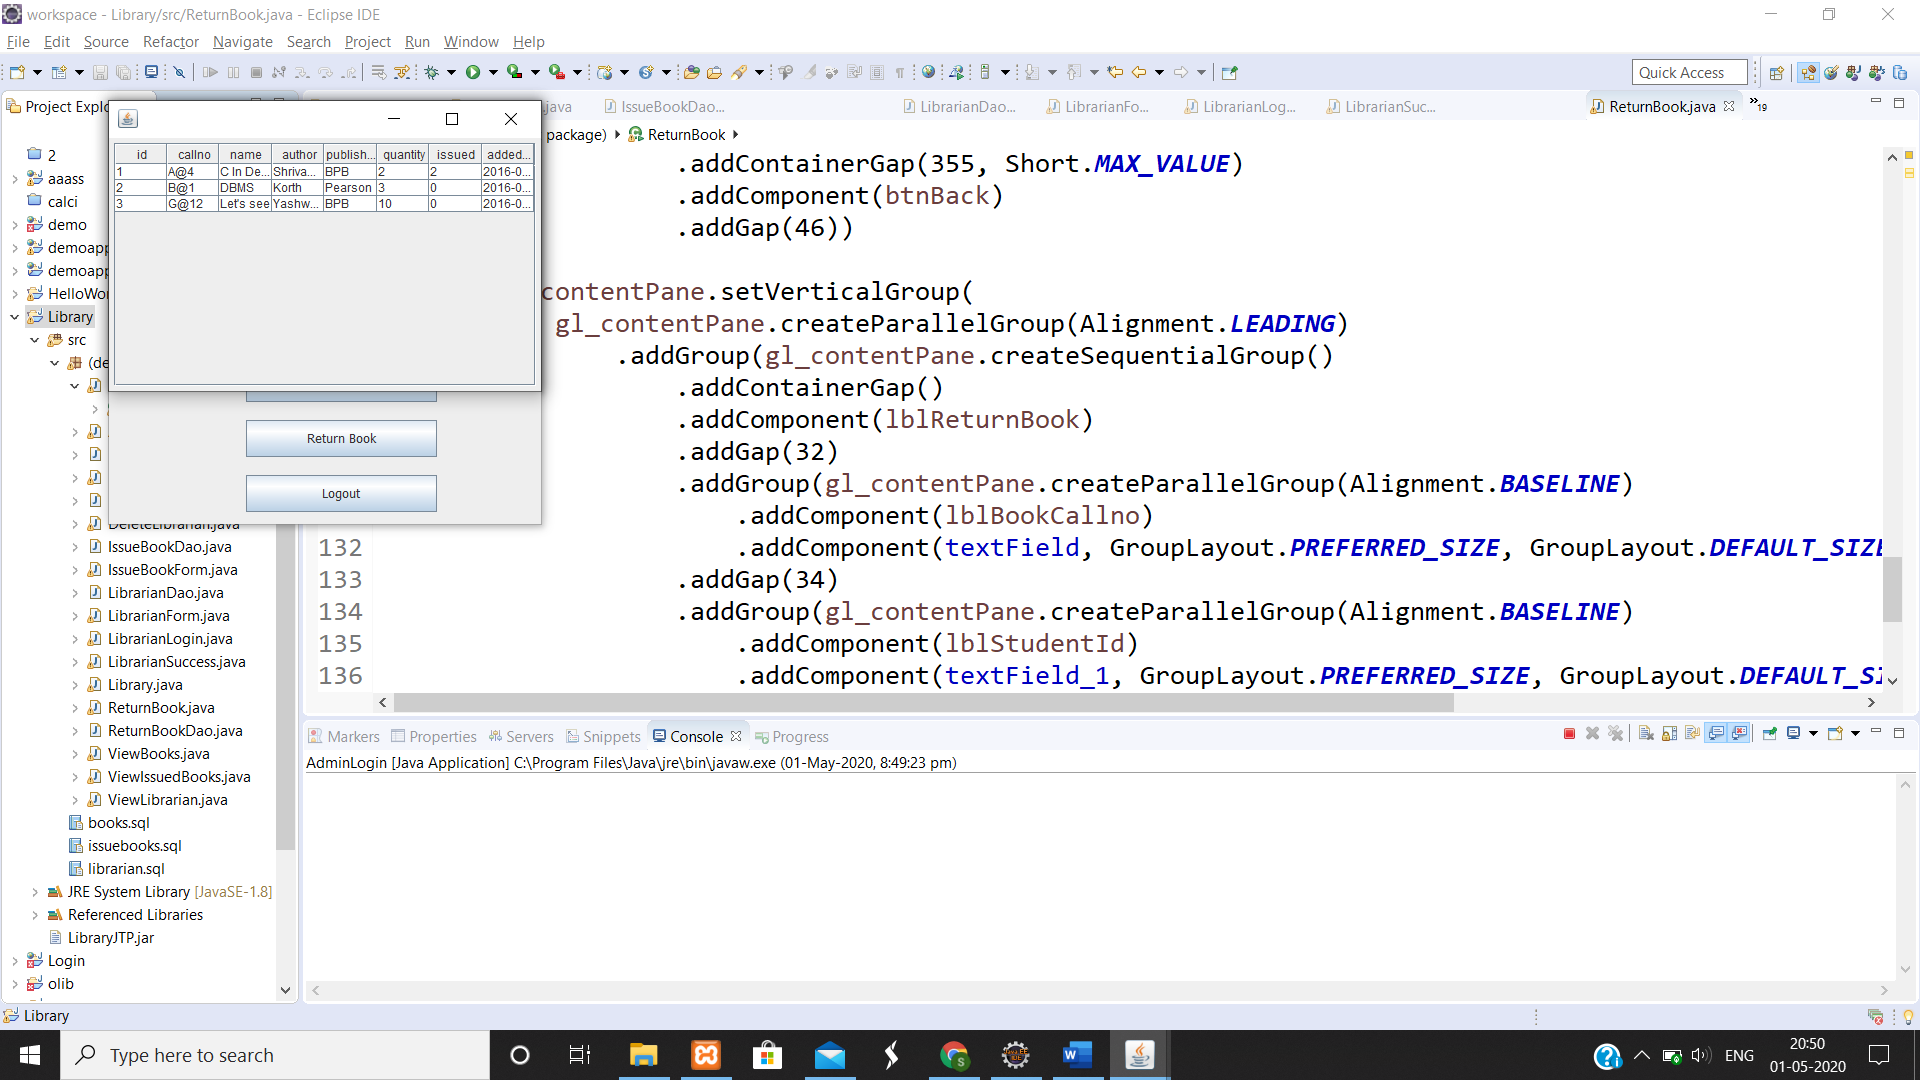 workspace - Library/src/ReturnBook.java - Eclipse IDE
File Edit Source Refactor Navigate Search Project Run Window Help
Quick Access
Project Explo
.java IssueBookDao... LibrarianDao... LibrarianFo... LibrarianLog... LibrarianSuc... ReturnBook.java 19
package) ReturnBook
id callno name author publish... quantity issued added...
1 A@4 C In De... Shriva... BPB 2 2 2016-0...
2 B@1 DBMS Korth Pearson 3 0 2016-0...
3 G@12 Let's see Yashw... BPB 10 0 2016-0...
Return Book
Logout
2
aaass
calci
demo
demoapp
demoapp
HelloWor
Library
src
(de
DeleteLibrarian.java
IssueBookDao.java
IssueBookForm.java
LibrarianDao.java
LibrarianForm.java
LibrarianLogin.java
LibrarianSuccess.java
Library.java
ReturnBook.java
ReturnBookDao.java
ViewBooks.java
ViewIssuedBooks.java
ViewLibrarian.java
books.sql
issuebooks.sql
librarian.sql
JRE System Library [JavaSE-1.8]
Referenced Libraries
LibraryJTP.jar
Login
olib
.addContainerGap(355, Short.MAX_VALUE)
.addComponent(btnBack)
.addGap(46))
contentPane.setVerticalGroup(
gl_contentPane.createParallelGroup(Alignment.LEADING)
.addGroup(gl_contentPane.createSequentialGroup()
.addContainerGap()
.addComponent(lblReturnBook)
.addGap(32)
.addGroup(gl_contentPane.createParallelGroup(Alignment.BASELINE)
.addComponent(lblBookCallno)
132 .addComponent(textField, GroupLayout.PREFERRED_SIZE, GroupLayout.DEFAULT_SIZE
133 .addGap(34)
134 .addGroup(gl_contentPane.createParallelGroup(Alignment.BASELINE)
135 .addComponent(lblStudentId)
136 .addComponent(textField_1, GroupLayout.PREFERRED_SIZE, GroupLayout.DEFAULT_SI
Markers Properties Servers Snippets Console Progress
AdminLogin [Java Application] C:\Program Files\Java\jre\bin\javaw.exe (01-May-2020, 8:49:23 pm)
Library
Type here to search
ENG
20:50
01-05-2020